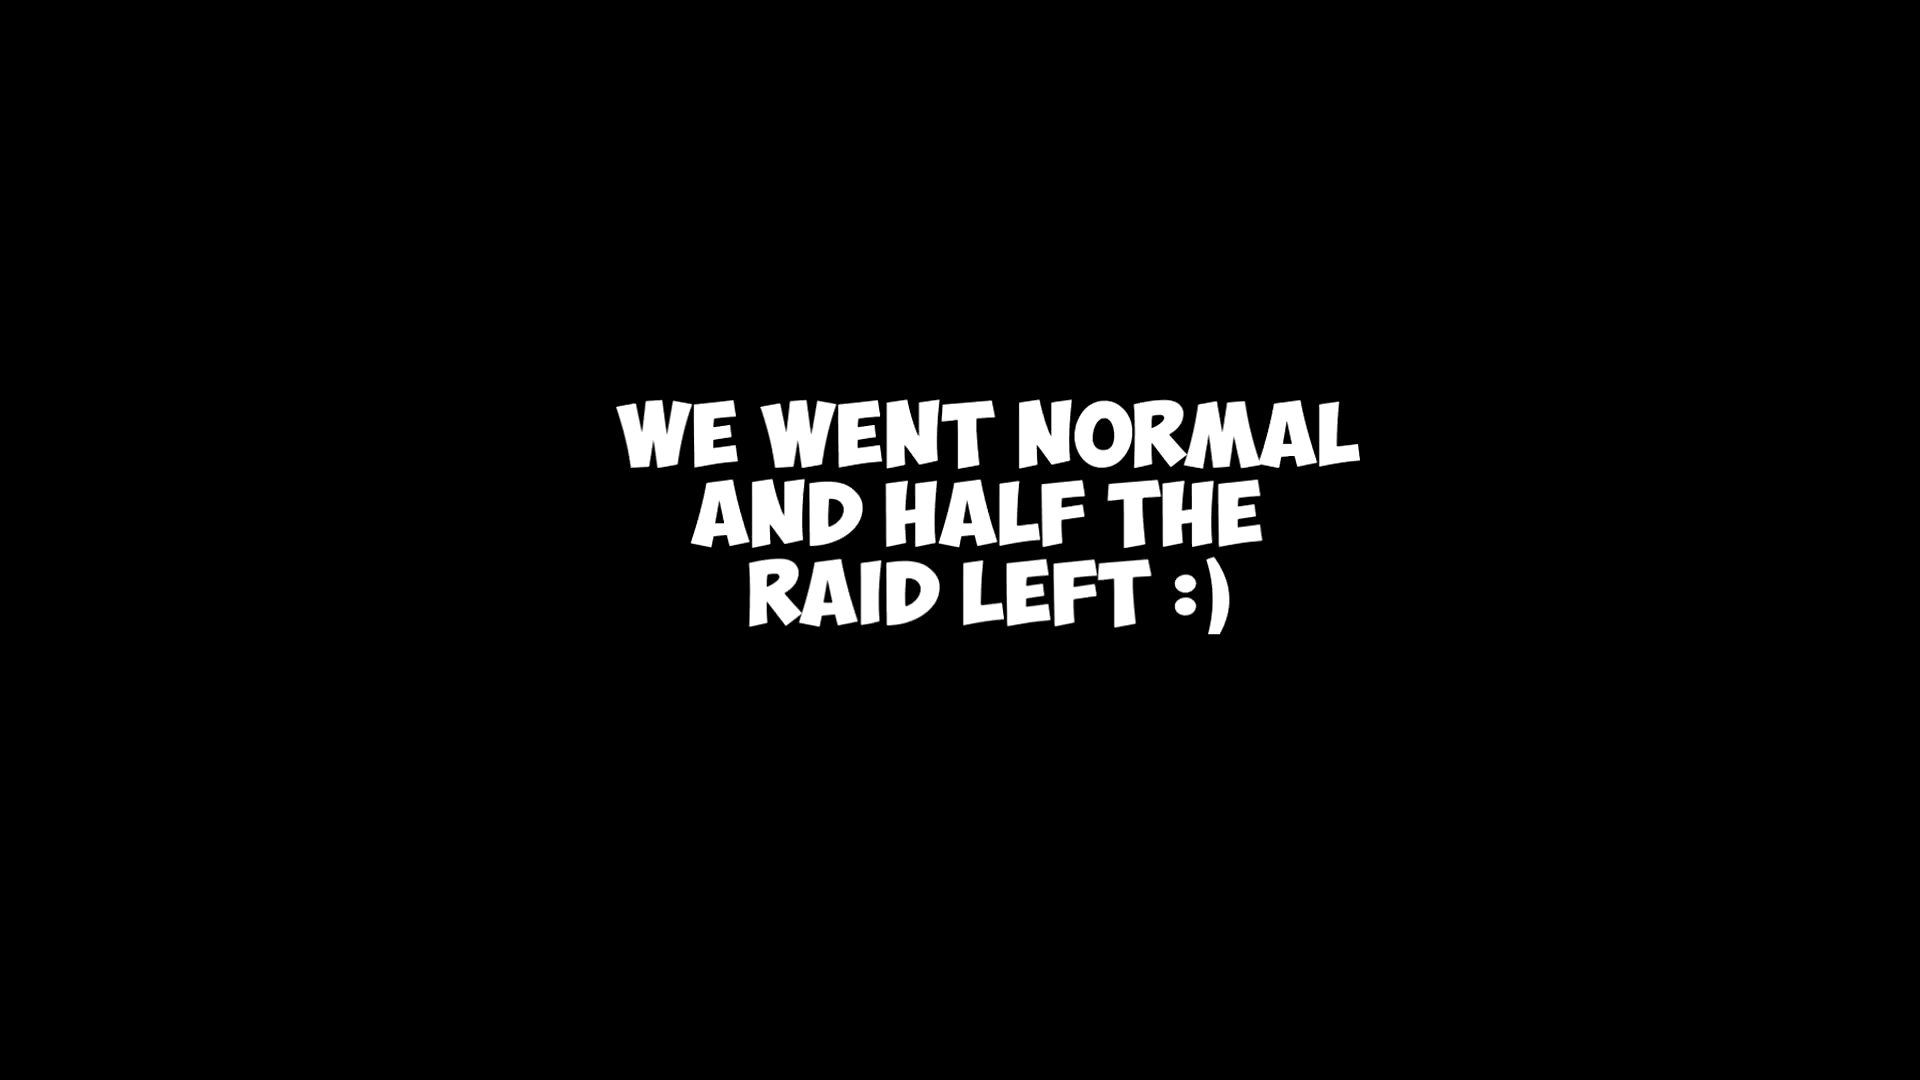 WE WENT NORMAL
AND HALF THE
RAID LEFT :)